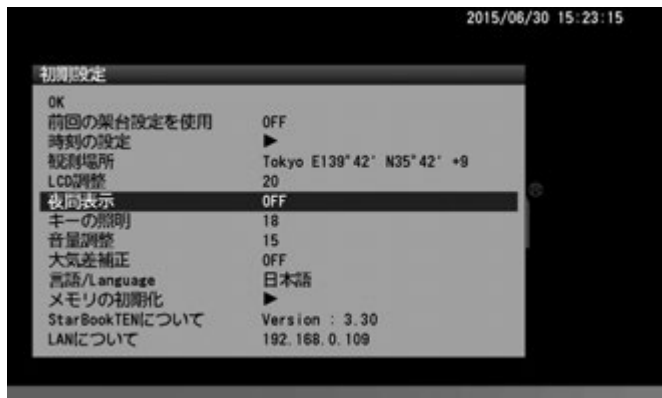 2015/06/30 15:23:15
初期設定
OK
前回の架台設定を使用 OFF
時刻の設定 ▶
観測場所 Tokyo E139°42′ N35°42′ +9
LCD調整 20
夜間表示 OFF
キーの照明 18
音量調整 15
大気差補正 OFF
言語/Language 日本語
メモリの初期化 ▶
StarBookTENについて Version : 3.30
LANについて 192.168.0.109
®